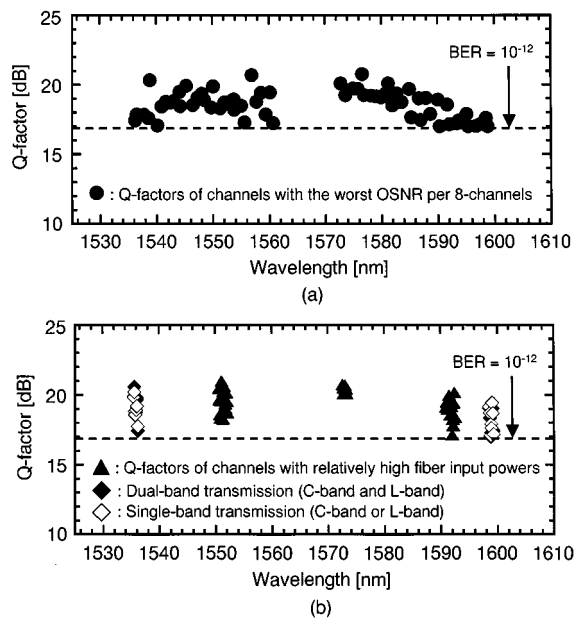 25
20
15
10
Q-factor [dB]
BER = 10-12
● : Q-factors of channels with the worst OSNR per 8-channels
1530 1540 1550 1560 1570 1580 1590 1600 1610
Wavelength [nm]
(a)
25
20
15
10
Q-factor [dB]
BER = 10-12
▲ : Q-factors of channels with relatively high fiber input powers
◆ : Dual-band transmission (C-band and L-band)
◇ : Single-band transmission (C-band or L-band)
1530 1540 1550 1560 1570 1580 1590 1600 1610
Wavelength [nm]
(b)